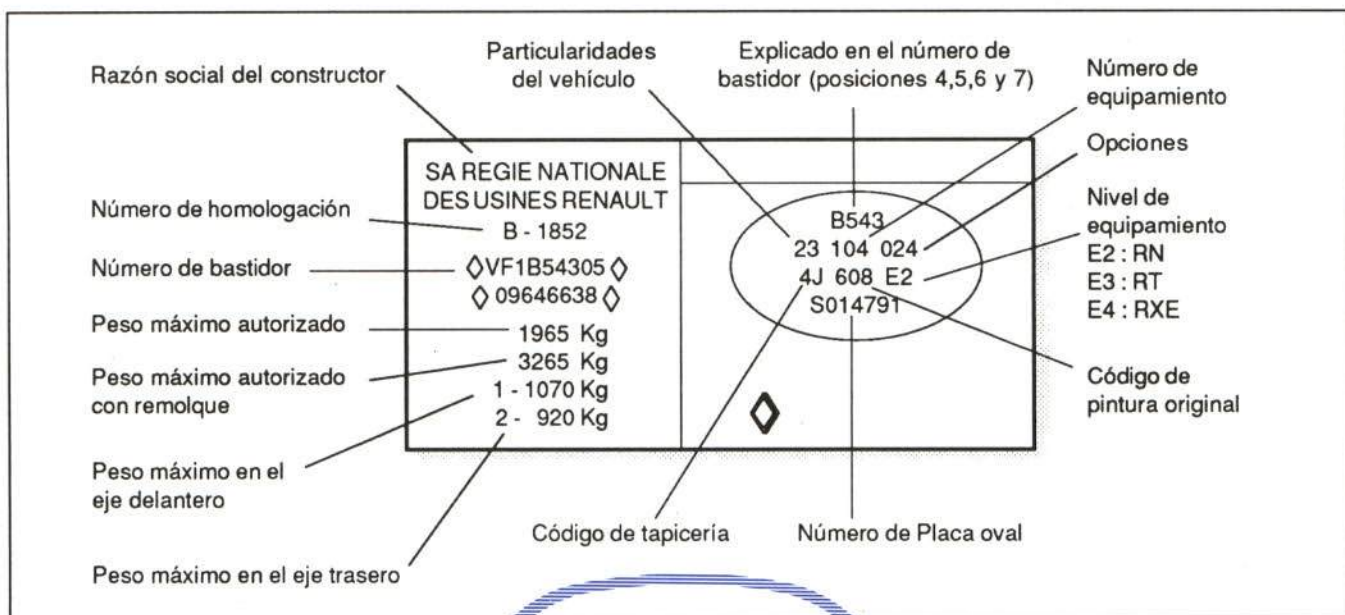 Razón social del constructor
Particularidades
del vehículo
Explicado en el número de
bastidor (posiciones 4,5,6 y 7)
Número de
equipamiento
Opciones
Nivel de
equipamiento
E2 : RN
E3 : RT
E4 : RXE
Código de
pintura original
Número de homologación
Número de bastidor
Peso máximo autorizado
Peso máximo autorizado
con remolque
Peso máximo en el
eje delantero
Peso máximo en el eje trasero
SA REGIE NATIONALE
DES USINES RENAULT
B - 1852
◊VF1B54305◊
◊09646638◊
1965 Kg
3265 Kg
1 - 1070 Kg
2 - 920 Kg
B543
23 104 024
4J 608 E2
S014791
Código de tapicería
Número de Placa oval